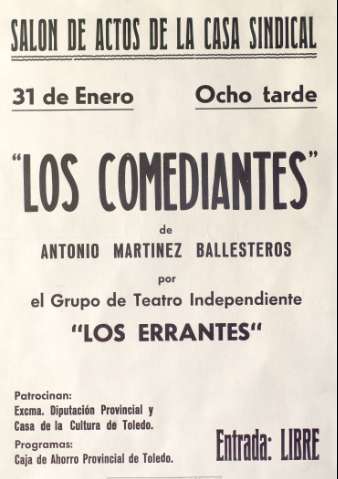 SALON DE ACTOS DE LA CASA SINDICAL
31 de Enero Ocho tarde
"LOS COMEDIANTES"
de
ANTONIO MARTINEZ BALLESTEROS
por
el Grupo de Teatro Independiente
"LOS ERRANTES"
Patrocinan:
Excma. Diputación Provincial y
Casa de la Cultura de Toledo.
Programas:
Caja de Ahorro Provincial de Toledo.
Entrada: LIBRE